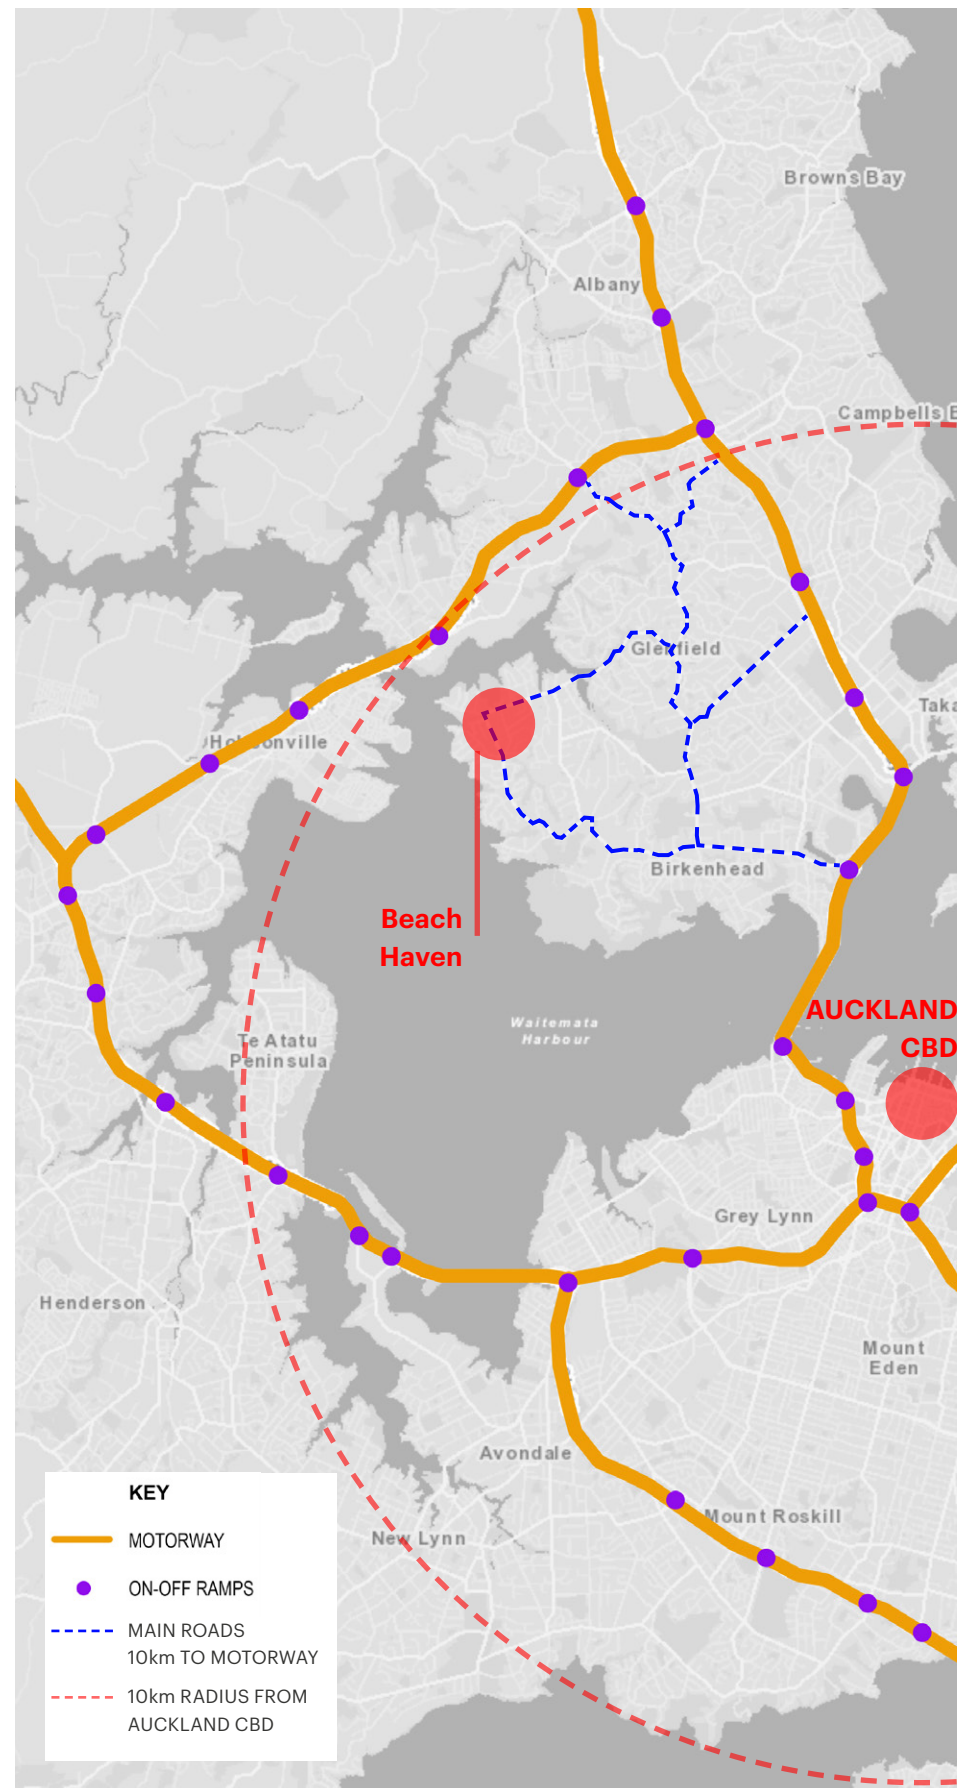 Browns Bay
Albany
Campbells B
Glenfield
Taka
Hobsonville
Birkenhead
Beach
Haven
AUCKLAND
CBD
Waitemata
Harbour
Te Atatu
Peninsula
Grey Lynn
Henderson
Mount
Eden
Avondale
Mount Roskill
New Lynn
KEY
MOTORWAY
ON-OFF RAMPS
MAIN ROADS
10km TO MOTORWAY
10km RADIUS FROM
AUCKLAND CBD